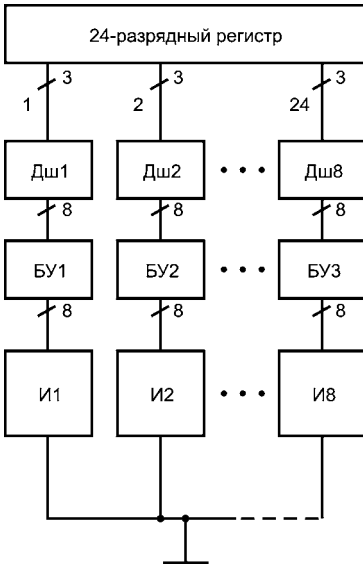 24-разрядный регистр
3 3 3
1 2 24
Дш1 Дш2 Дш8
8 8 8
БУ1 БУ2 БУ3
8 8 8
И1 И2 И8